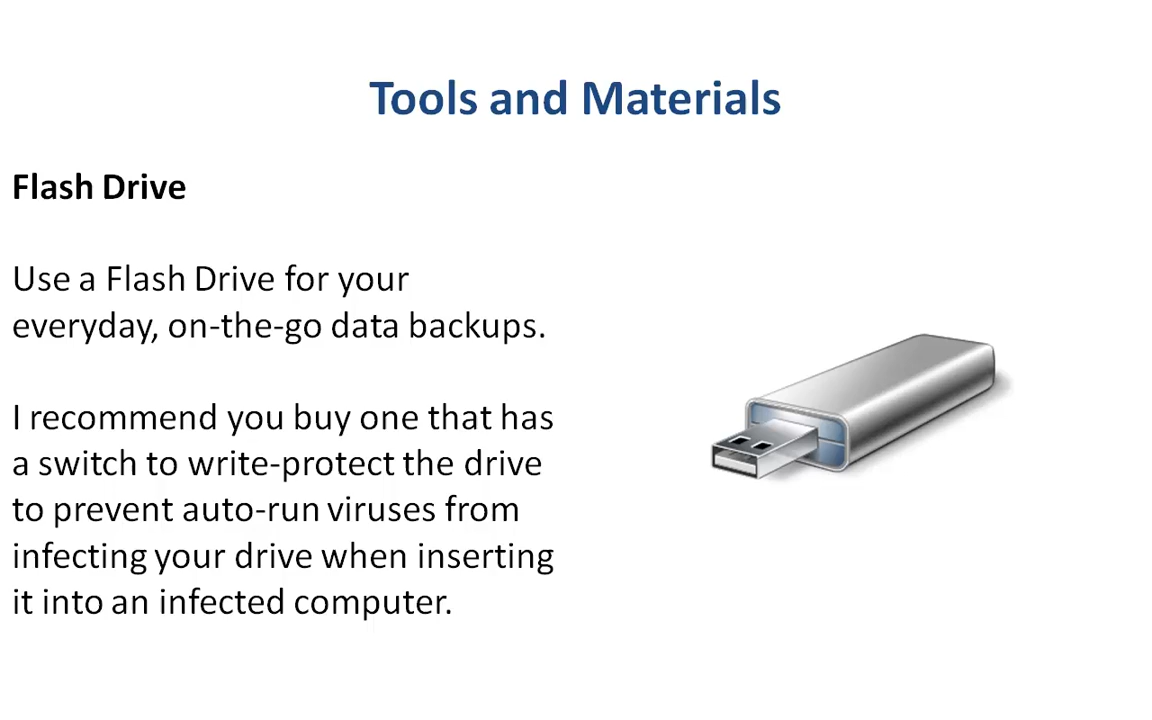 Tools and Materials
Flash Drive
Use a Flash Drive for your
everyday, on-the-go data backups.
I recommend you buy one that has
a switch to write-protect the drive
to prevent auto-run viruses from
infecting your drive when inserting
it into an infected computer.